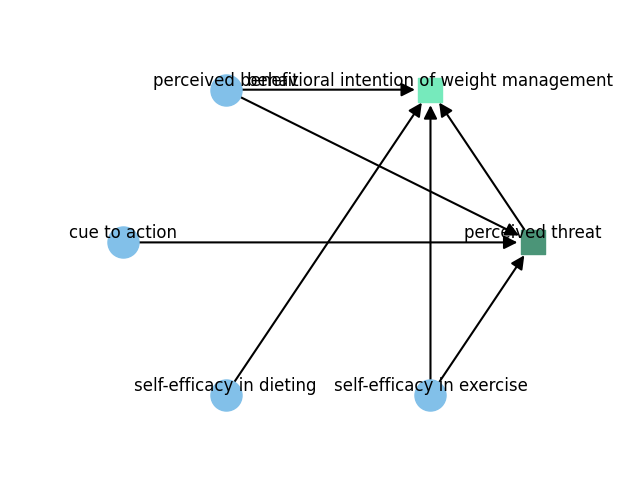 perceived benefit
behavioral intention of weight management
cue to action
perceived threat
self-efficacy in dieting
self-efficacy in exercise